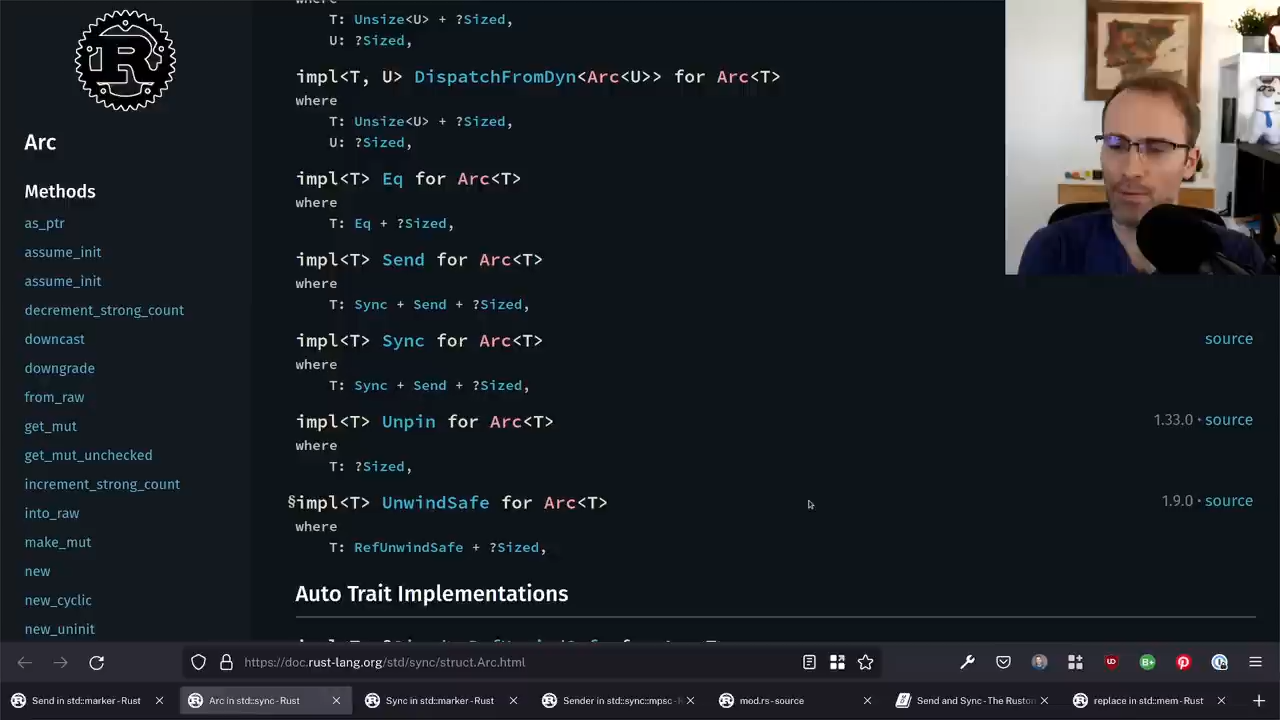 where
T: Unsize<U> + ?Sized,
U: ?Sized,
impl<T, U> DispatchFromDyn<Arc<U>> for Arc<T>
where
T: Unsize<U> + ?Sized,
U: ?Sized,
impl<T> Eq for Arc<T>
where
T: Eq + ?Sized,
impl<T> Send for Arc<T>
where
T: Sync + Send + ?Sized,
impl<T> Sync for Arc<T>
source
where
T: Sync + Send + ?Sized,
impl<T> Unpin for Arc<T>
1.33.0 · source
where
T: ?Sized,
§impl<T> UnwindSafe for Arc<T>
1.9.0 · source
where
T: RefUnwindSafe + ?Sized,
Auto Trait Implementations
R
Arc
Methods
as_ptr
assume_init
assume_init
decrement_strong_count
downcast
downgrade
from_raw
get_mut
get_mut_unchecked
increment_strong_count
into_raw
make_mut
new
new_cyclic
new_uninit
https://doc.rust-lang.org/std/sync/struct.Arc.html
Send in std::marker - Rust
Arc in std::sync - Rust
Sync in std::marker - Rust
Sender in std::sync::mpsc -
mod.rs - source
Send and Sync - The Ruston
replace in std::mem - Rust